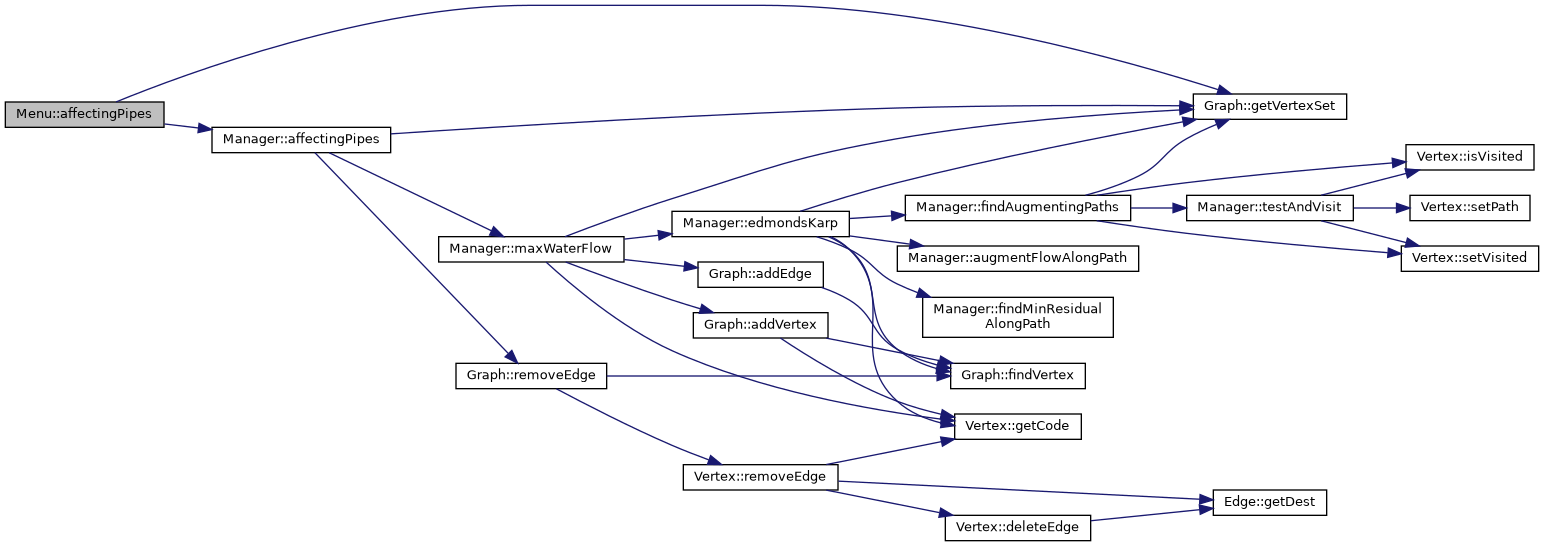 Menu::affectingPipes
Manager::affectingPipes
Manager::maxWaterFlow
Graph::removeEdge
Manager::edmondsKarp
Graph::addEdge
Graph::addVertex
Vertex::removeEdge
Manager::findAugmentingPaths
Manager::augmentFlowAlongPath
Manager::findMinResidual
AlongPath
Graph::findVertex
Vertex::getCode
Vertex::deleteEdge
Graph::getVertexSet
Manager::testAndVisit
Edge::getDest
Vertex::isVisited
Vertex::setPath
Vertex::setVisited